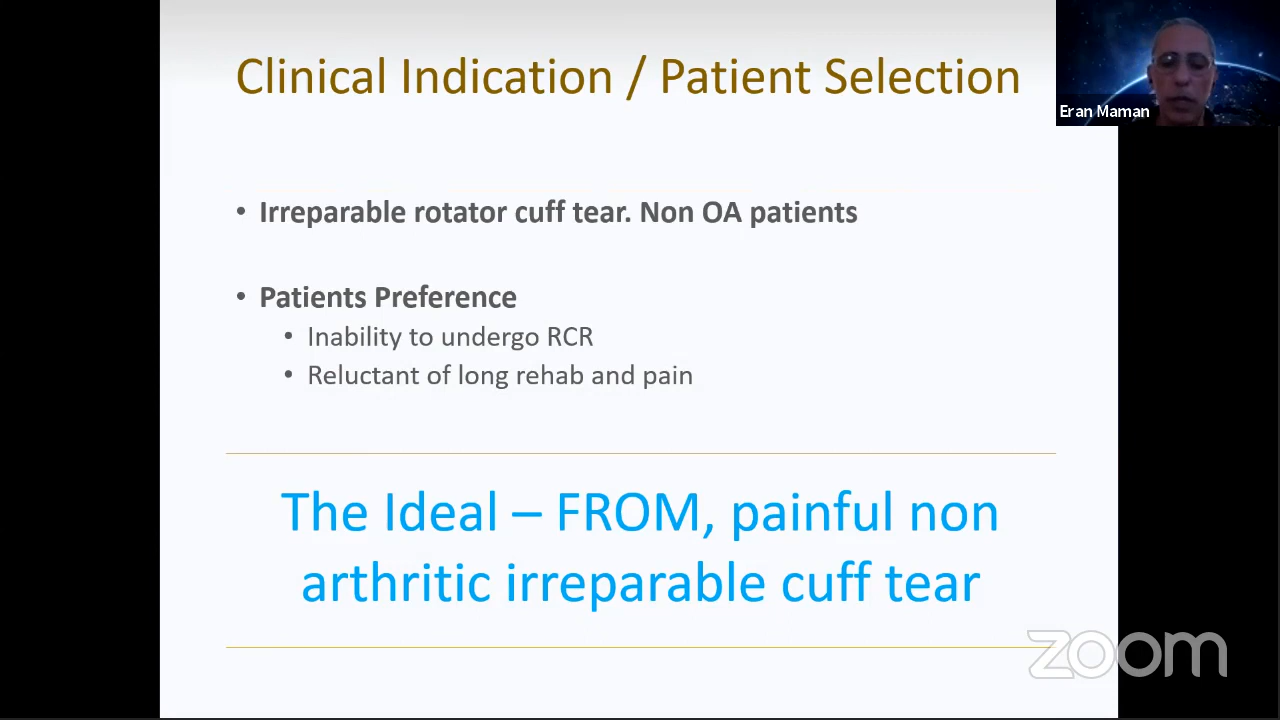 Clinical Indication / Patient Selection
Eran Maman
• Irreparable rotator cuff tear. Non OA patients
• Patients Preference
• Inability to undergo RCR
• Reluctant of long rehab and pain
The Ideal – FROM, painful non
arthritic irreparable cuff tear
zoom